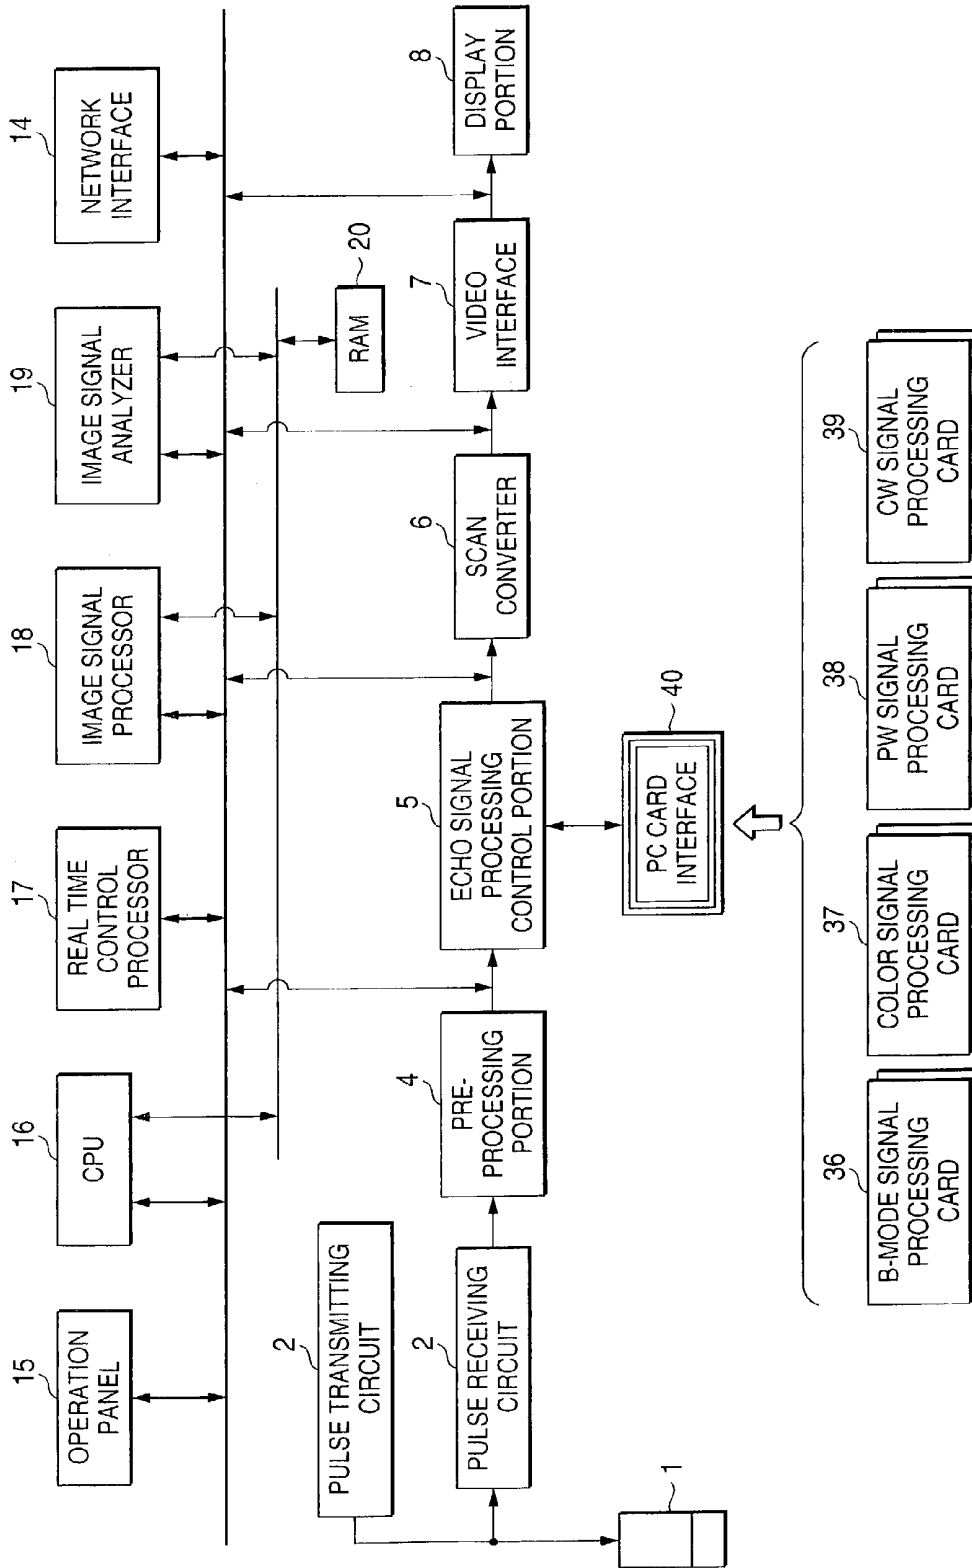 15
OPERATION
PANEL
16
CPU
17
REAL TIME
CONTROL
PROCESSOR
18
IMAGE SIGNAL
PROCESSOR
19
IMAGE SIGNAL
ANALYZER
14
NETWORK
INTERFACE
20
RAM
2
PULSE TRANSMITTING
CIRCUIT
2
PULSE RECEIVING
CIRCUIT
4
PRE-
PROCESSING
PORTION
5
ECHO SIGNAL
PROCESSING
CONTROL PORTION
6
SCAN
CONVERTER
7
VIDEO
INTERFACE
8
DISPLAY
PORTION
1
40
PC CARD
INTERFACE
36
B-MODE SIGNAL
PROCESSING
CARD
37
COLOR SIGNAL
PROCESSING
CARD
38
PW SIGNAL
PROCESSING
CARD
39
CW SIGNAL
PROCESSING
CARD